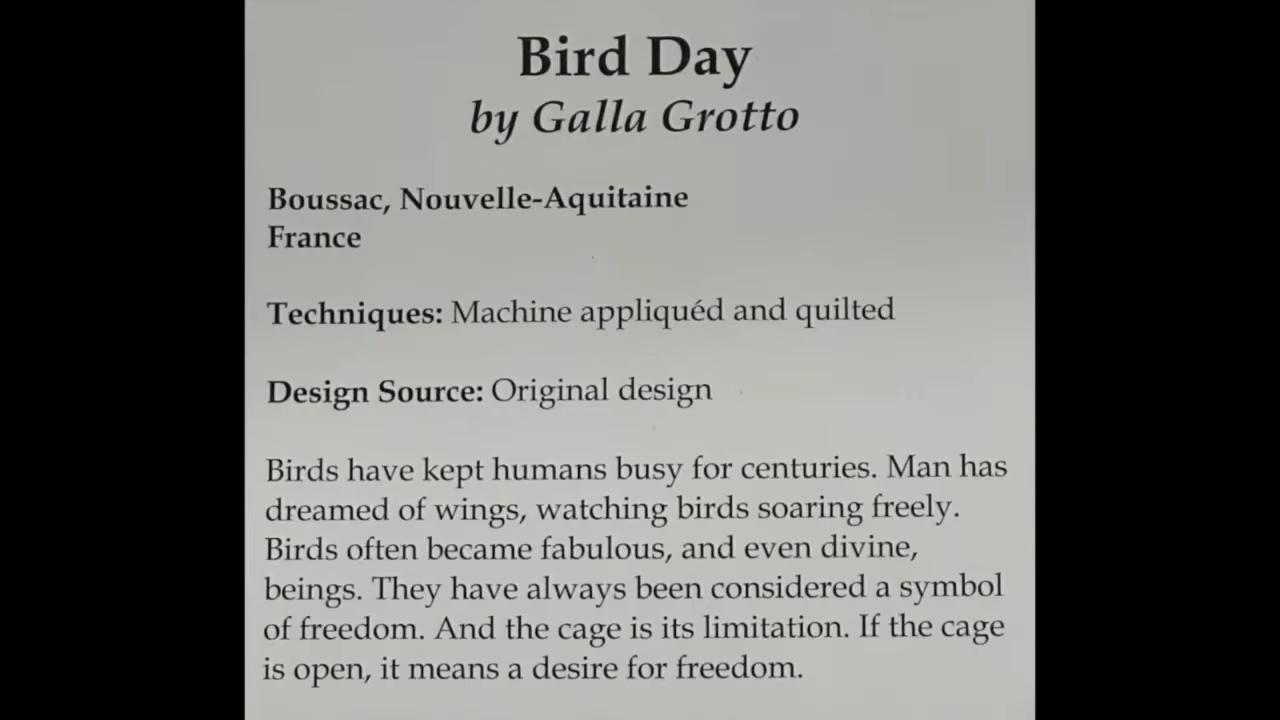 Bird Day
by Galla Grotto
Boussac, Nouvelle-Aquitaine
France
Techniques: Machine appliquéd and quilted
Design Source: Original design
Birds have kept humans busy for centuries. Man has
dreamed of wings, watching birds soaring freely.
Birds often became fabulous, and even divine,
beings. They have always been considered a symbol
of freedom. And the cage is its limitation. If the cage
is open, it means a desire for freedom.